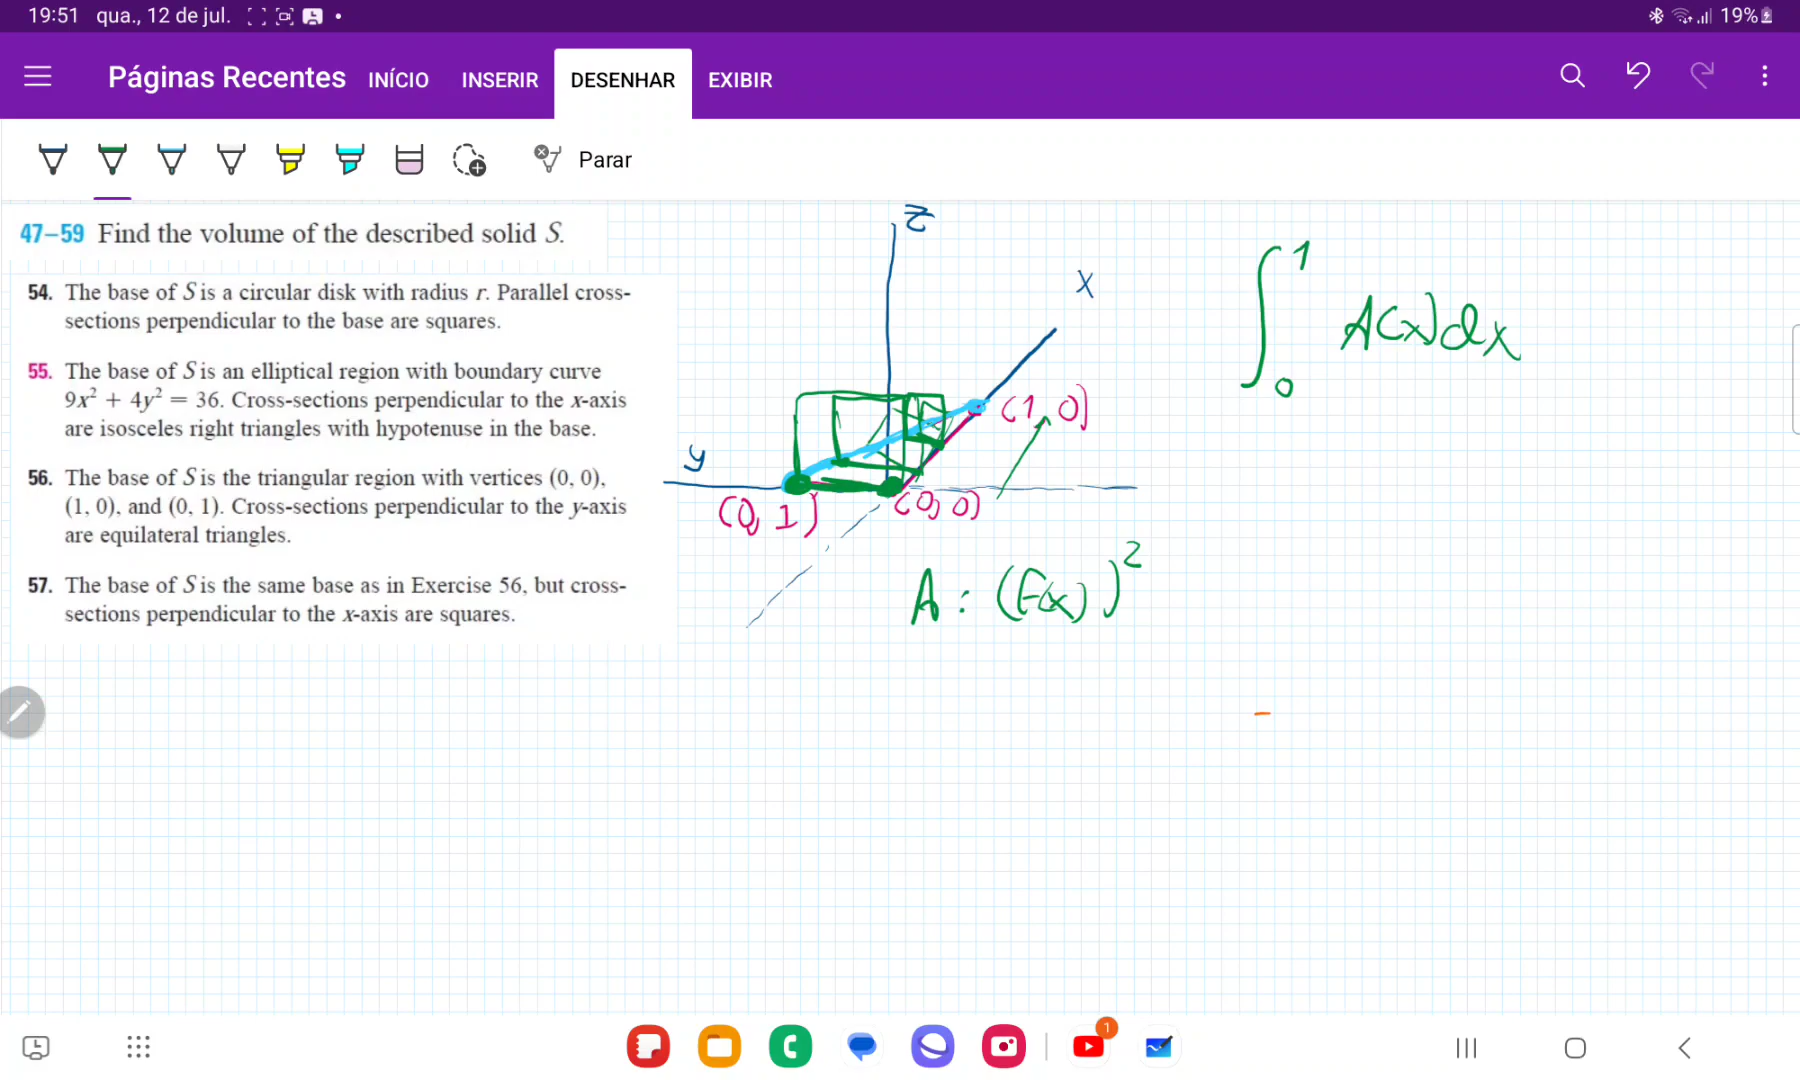 19:51 qua., 12 de jul. 19%
Páginas Recentes INÍCIO INSERIR DESENHAR EXIBIR
Parar
47–59 Find the volume of the described solid S.
54. The base of S is a circular disk with radius r. Parallel cross-
sections perpendicular to the base are squares.
55. The base of S is an elliptical region with boundary curve
9x² + 4y² = 36. Cross-sections perpendicular to the x-axis
are isosceles right triangles with hypotenuse in the base.
56. The base of S is the triangular region with vertices (0, 0),
(1, 0), and (0, 1). Cross-sections perpendicular to the y-axis
are equilateral triangles.
57. The base of S is the same base as in Exercise 56, but cross-
sections perpendicular to the x-axis are squares.
z
x
(1, 0)
y
(0, 1)
(0, 0)
A : (F(x))²
∫₀¹ A(x)dx
1